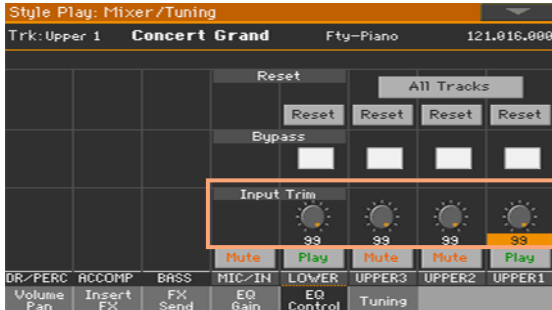 Style Play: Mixer/Tuning
Trk:Upper 1 Concert Grand Fty-Piano 121.016.000
Reset
All Tracks
Reset Reset Reset Reset
Bypass
Input Trim
99 99 99 99
Mute Play Mute Mute Play
DR/PERC ACCOMP BASS MIC/IN LOWER UPPER3 UPPER2 UPPER1
Volume Insert FX EQ EQ Tuning
Pan FX Send Gain Control